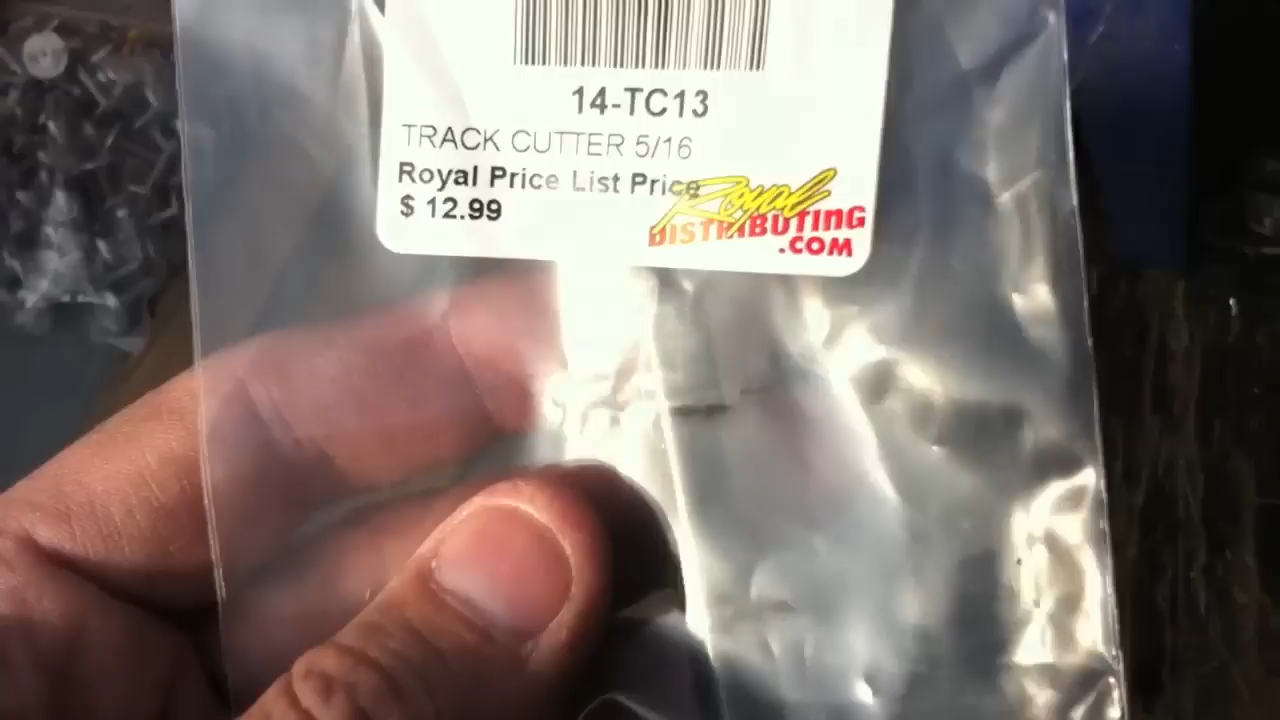 14-TC13
TRACK CUTTER 5/16
Royal Price List Price
$ 12.99
Royal
DISTRIBUTING
.COM